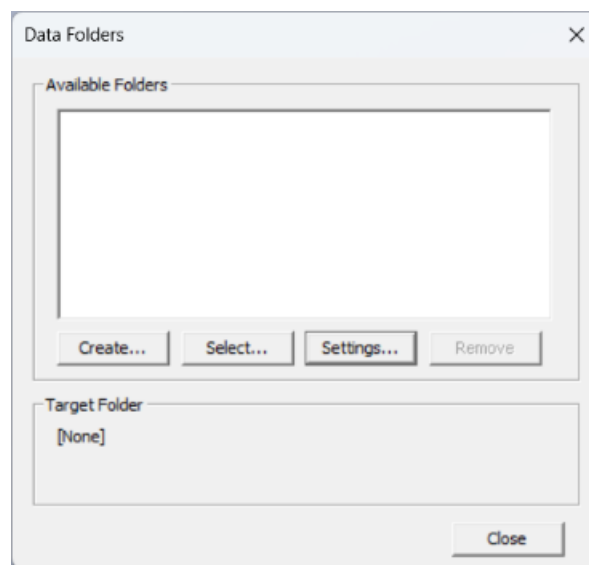 Data Folders
Available Folders
Create... Select... Settings... Remove
Target Folder
[None]
Close